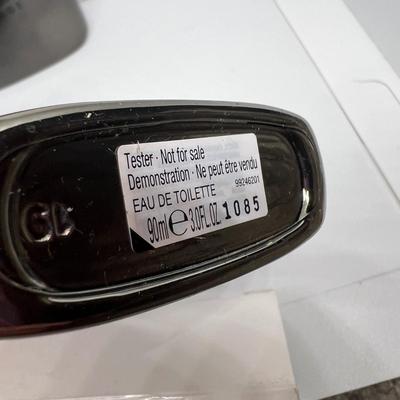 Tester - Not for sale
Demonstration - Ne peut être vendu
99246201
EAU DE TOILETTE
90ml ℮ 3.0FL.OZ 1085